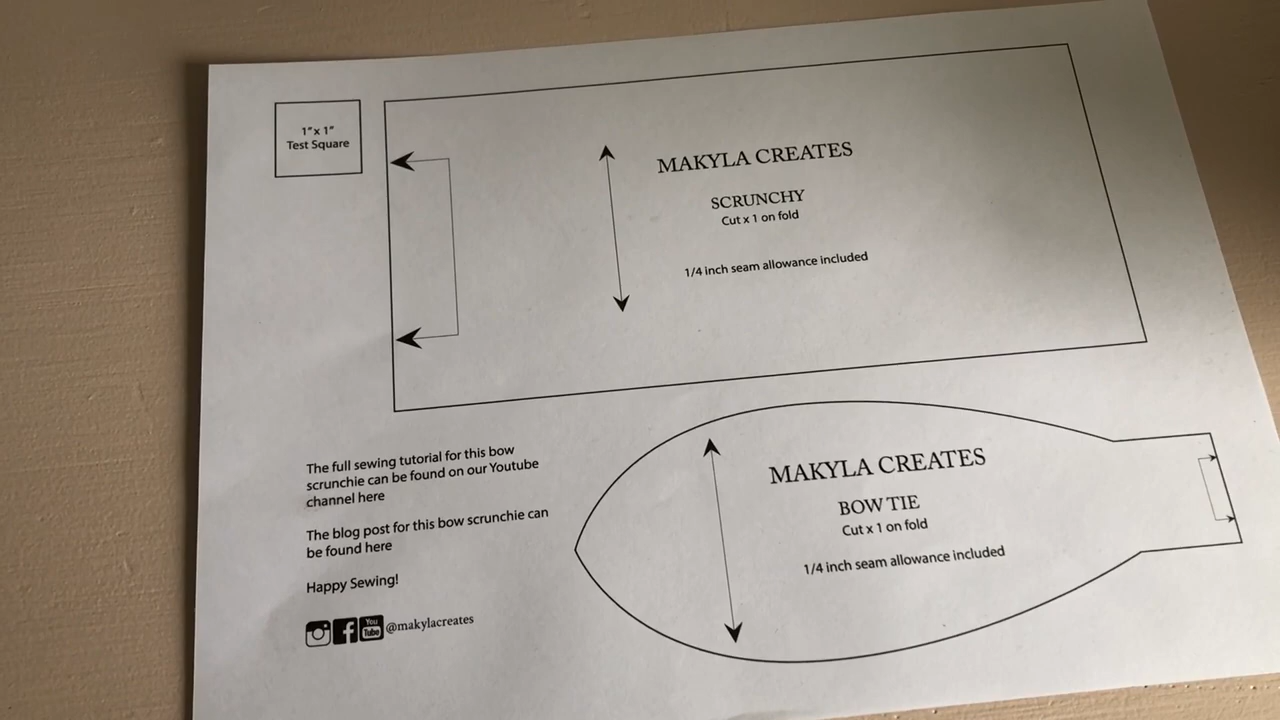 1"x 1"
Test Square
MAKYLA CREATES
SCRUNCHY
Cut x 1 on fold
1/4 inch seam allowance included
The full sewing tutorial for this bow
scrunchie can be found on our Youtube
channel here
The blog post for this bow scrunchie can
be found here
Happy Sewing!
You
Tube
@makylacreates
MAKYLA CREATES
BOW TIE
Cut x 1 on fold
1/4 inch seam allowance included